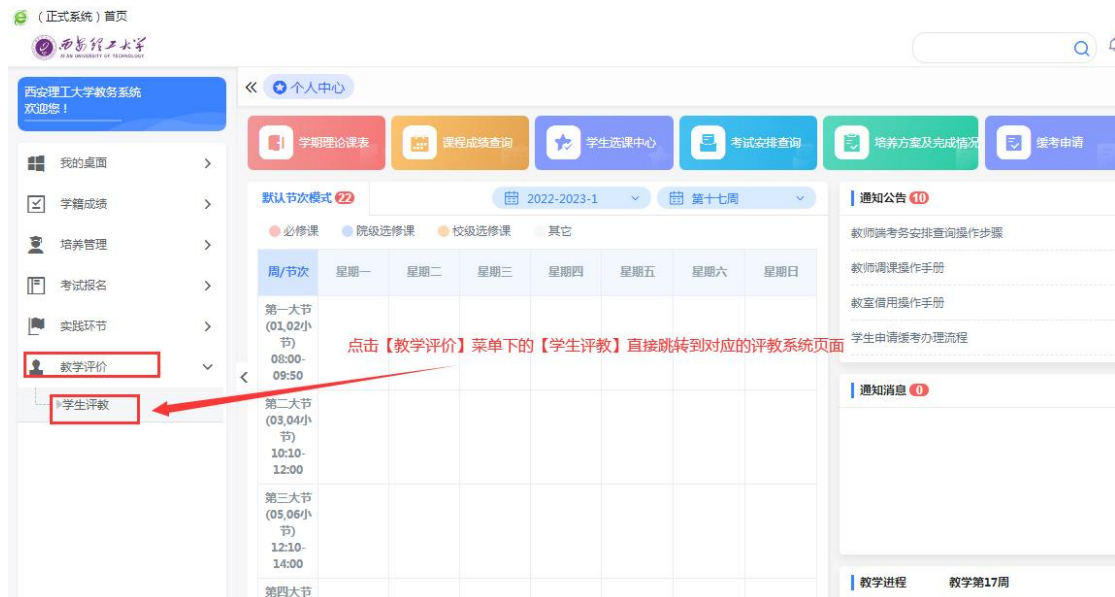 （正式系统）首页
西安理工大学
XI'AN UNIVERSITY OF TECHNOLOGY
西安理工大学教务系统
欢迎您！
我的桌面
学籍成绩
培养管理
考试报名
实践环节
教学评价
学生评教
个人中心
学期理论课表
课程成绩查询
学生选课中心
考试安排查询
培养方案及完成情况
缓考申请
默认节次模式 22
2022-2023-1
第十七周
必修课 院级选修课 校级选修课 其它
周/节次 星期一 星期二 星期三 星期四 星期五 星期六 星期日
第一大节
(01,02小
节)
08:00-
09:50
点击【教学评价】菜单下的【学生评教】直接跳转到对应的评教系统页面
第二大节
(03,04小
节)
10:10-
12:00
第三大节
(05,06小
节)
12:10-
14:00
第四大节
通知公告 10
教师端考务安排查询操作步骤
教师调课操作手册
教室借用操作手册
学生申请缓考办理流程
通知消息 0
教学进程 教学第17周